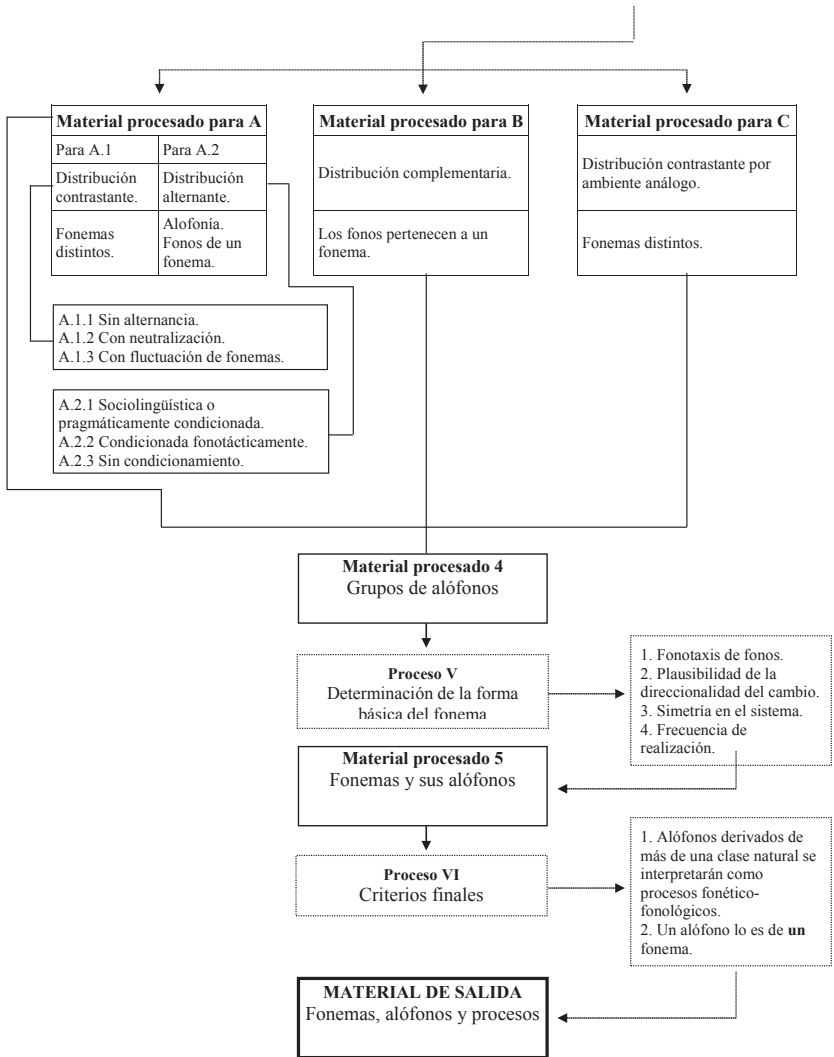 Material procesado para A
Para A.1
Para A.2
Distribución
contrastante.
Distribución
alternante.
Fonemas
distintos.
Alofonía.
Fonos de un
fonema.
Material procesado para B
Distribución complementaria.
Los fonos pertenecen a un
fonema.
Material procesado para C
Distribución contrastante por
ambiente análogo.
Fonemas distintos.
A.1.1 Sin alternancia.
A.1.2 Con neutralización.
A.1.3 Con fluctuación de fonemas.
A.2.1 Sociolingüística o
pragmáticamente condicionada.
A.2.2 Condicionada fonotácticamente.
A.2.3 Sin condicionamiento.
Material procesado 4
Grupos de alófonos
Proceso V
Determinación de la forma
básica del fonema
1. Fonotaxis de fonos.
2. Plausibilidad de la
direccionalidad del cambio.
3. Simetría en el sistema.
4. Frecuencia de
realización.
Material procesado 5
Fonemas y sus alófonos
Proceso VI
Criterios finales
1. Alófonos derivados de
más de una clase natural se
interpretarán como
procesos fonético-
fonológicos.
2. Un alófono lo es de un
fonema.
MATERIAL DE SALIDA
Fonemas, alófonos y procesos